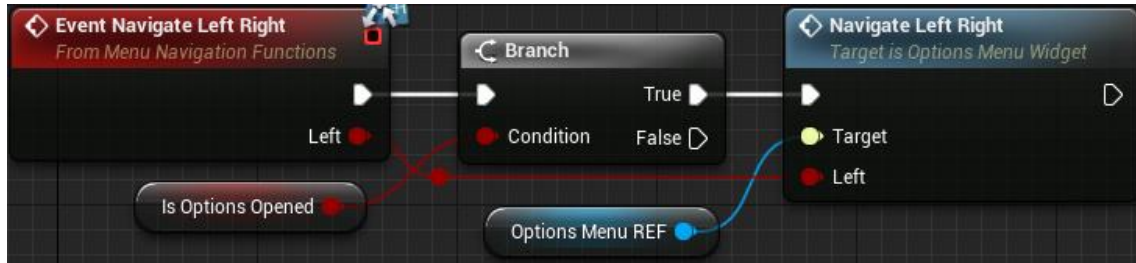 Event Navigate Left Right
From Menu Navigation Functions
Left
Is Options Opened
Branch
True
Condition
False
Options Menu REF
Navigate Left Right
Target is Options Menu Widget
Target
Left